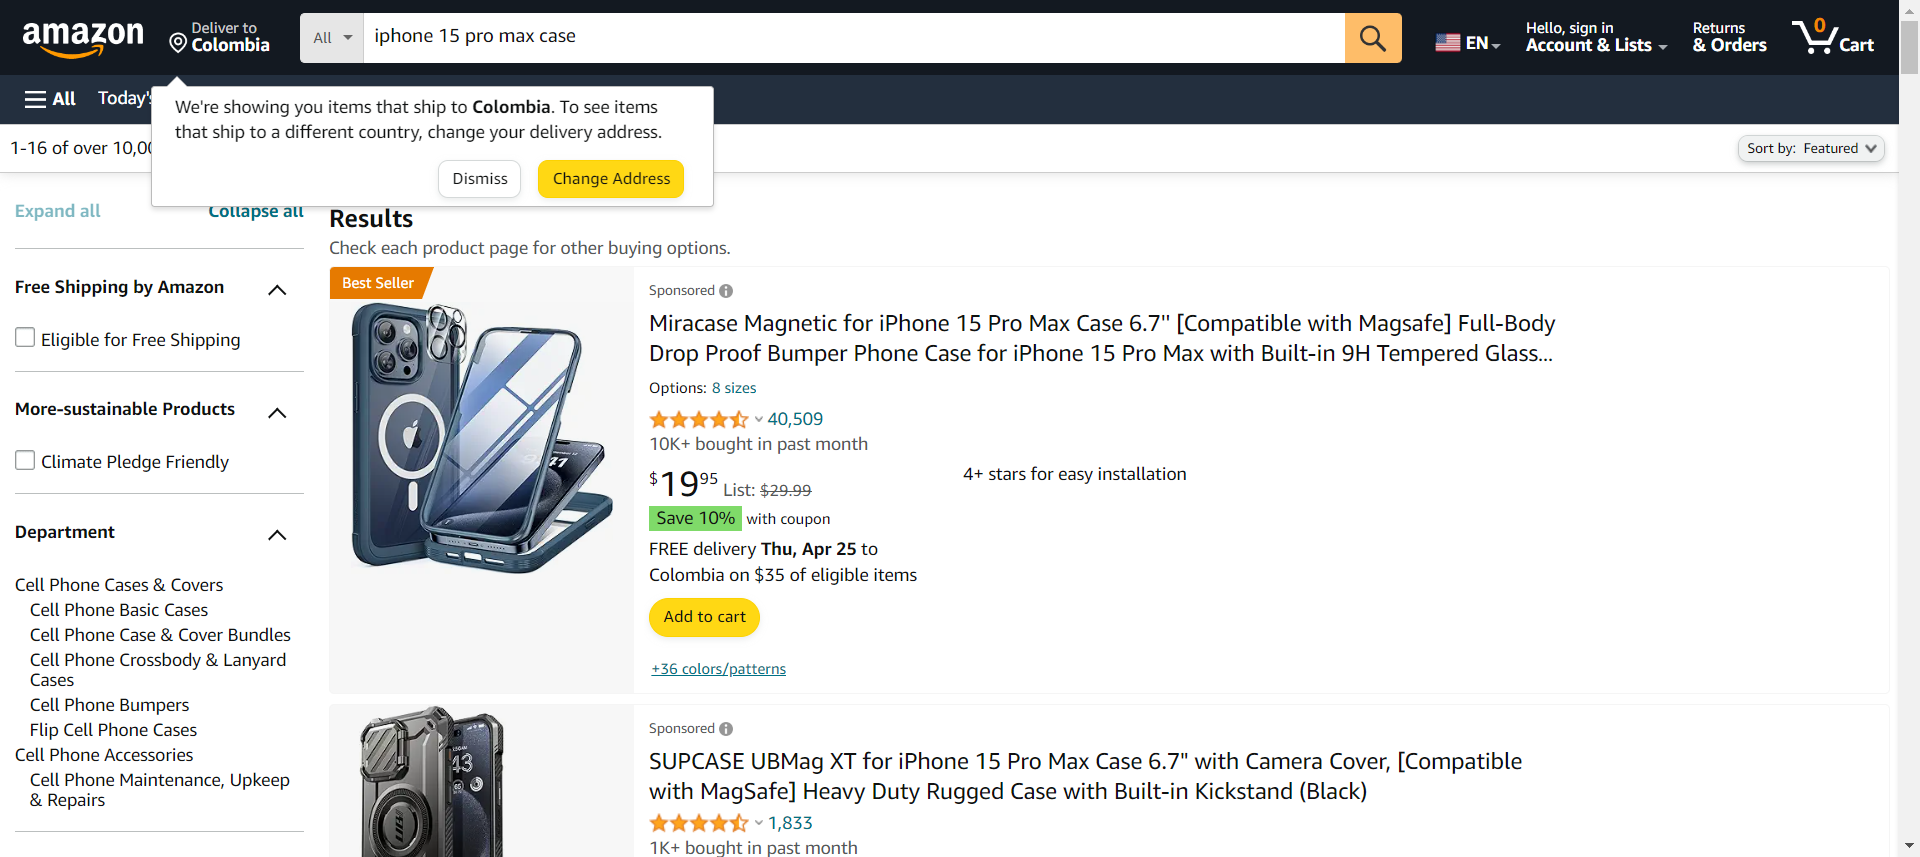 amazon
Deliver to
Colombia
All
iphone 15 pro max case
EN
Hello, sign in
Account & Lists
Returns
& Orders
0
Cart
All
Today's
We're showing you items that ship to Colombia. To see items
that ship to a different country, change your delivery address.
Dismiss
Change Address
1-16 of over 10,00
Sort by: Featured
Expand all
Collapse all
Free Shipping by Amazon
Eligible for Free Shipping
More-sustainable Products
Climate Pledge Friendly
Department
Cell Phone Cases & Covers
Cell Phone Basic Cases
Cell Phone Case & Cover Bundles
Cell Phone Crossbody & Lanyard
Cases
Cell Phone Bumpers
Flip Cell Phone Cases
Cell Phone Accessories
Cell Phone Maintenance, Upkeep
& Repairs
Results
Check each product page for other buying options.
Best Seller
Sponsored
Miracase Magnetic for iPhone 15 Pro Max Case 6.7'' [Compatible with Magsafe] Full-Body
Drop Proof Bumper Phone Case for iPhone 15 Pro Max with Built-in 9H Tempered Glass...
Options: 8 sizes
40,509
10K+ bought in past month
$19.95 List: $29.99
4+ stars for easy installation
Save 10% with coupon
FREE delivery Thu, Apr 25 to
Colombia on $35 of eligible items
Add to cart
+36 colors/patterns
Sponsored
SUPCASE UBMag XT for iPhone 15 Pro Max Case 6.7" with Camera Cover, [Compatible
with MagSafe] Heavy Duty Rugged Case with Built-in Kickstand (Black)
1,833
1K+ bought in past month